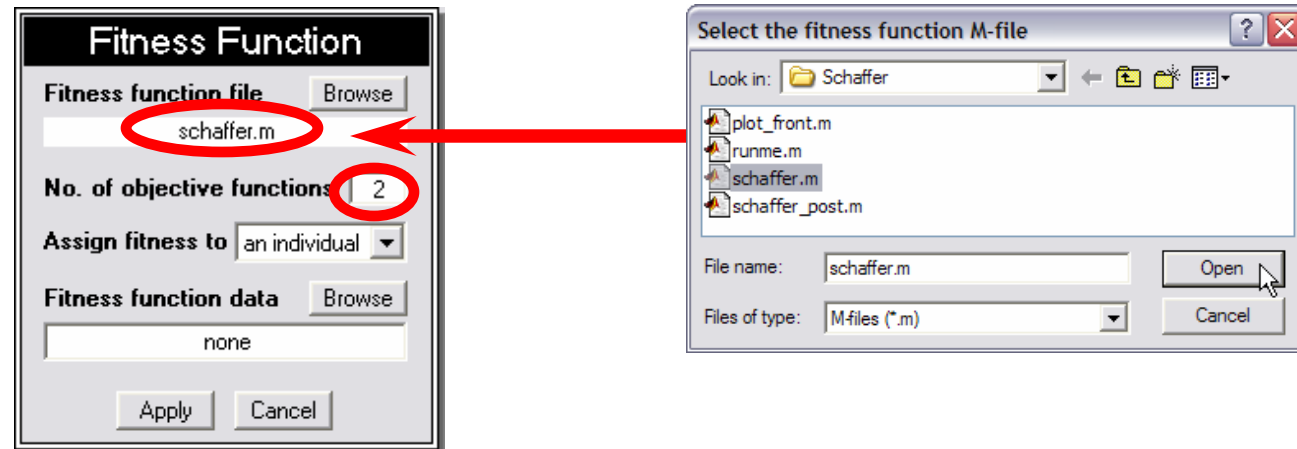 Fitness Function
Fitness function file Browse
schaffer.m
No. of objective functions 2
Assign fitness to an individual
Fitness function data Browse
none
Apply Cancel
Select the fitness function M-file ?
Look in: Schaffer
plot_front.m
runme.m
schaffer.m
schaffer_post.m
File name: schaffer.m Open
Files of type: M-files (*.m) Cancel